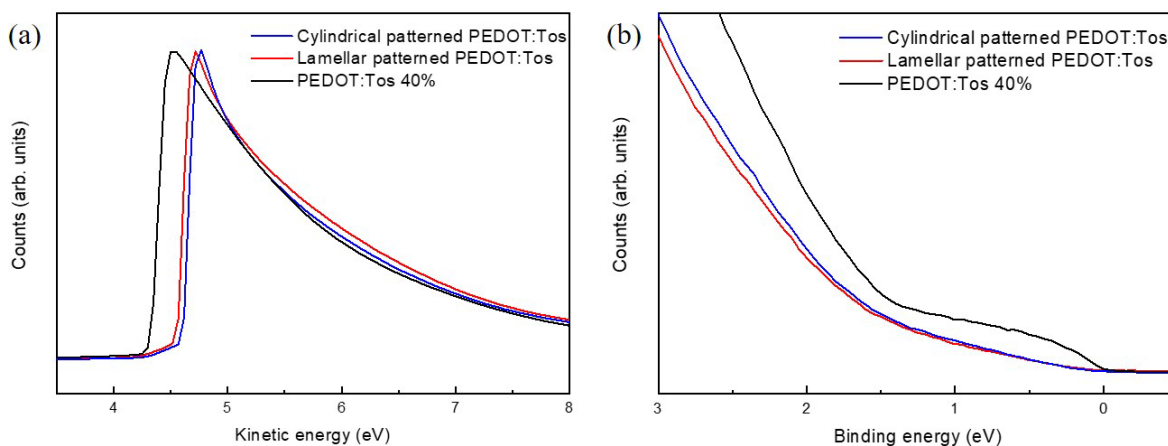 (a)
Cylindrical patterned PEDOT:Tos
Lamellar patterned PEDOT:Tos
PEDOT:Tos 40%
Counts (arb. units)
4 5 6 7 8
Kinetic energy (eV)
(b)
Cylindrical patterned PEDOT:Tos
Lamellar patterned PEDOT:Tos
PEDOT:Tos 40%
Counts (arb. units)
3 2 1 0
Binding energy (eV)